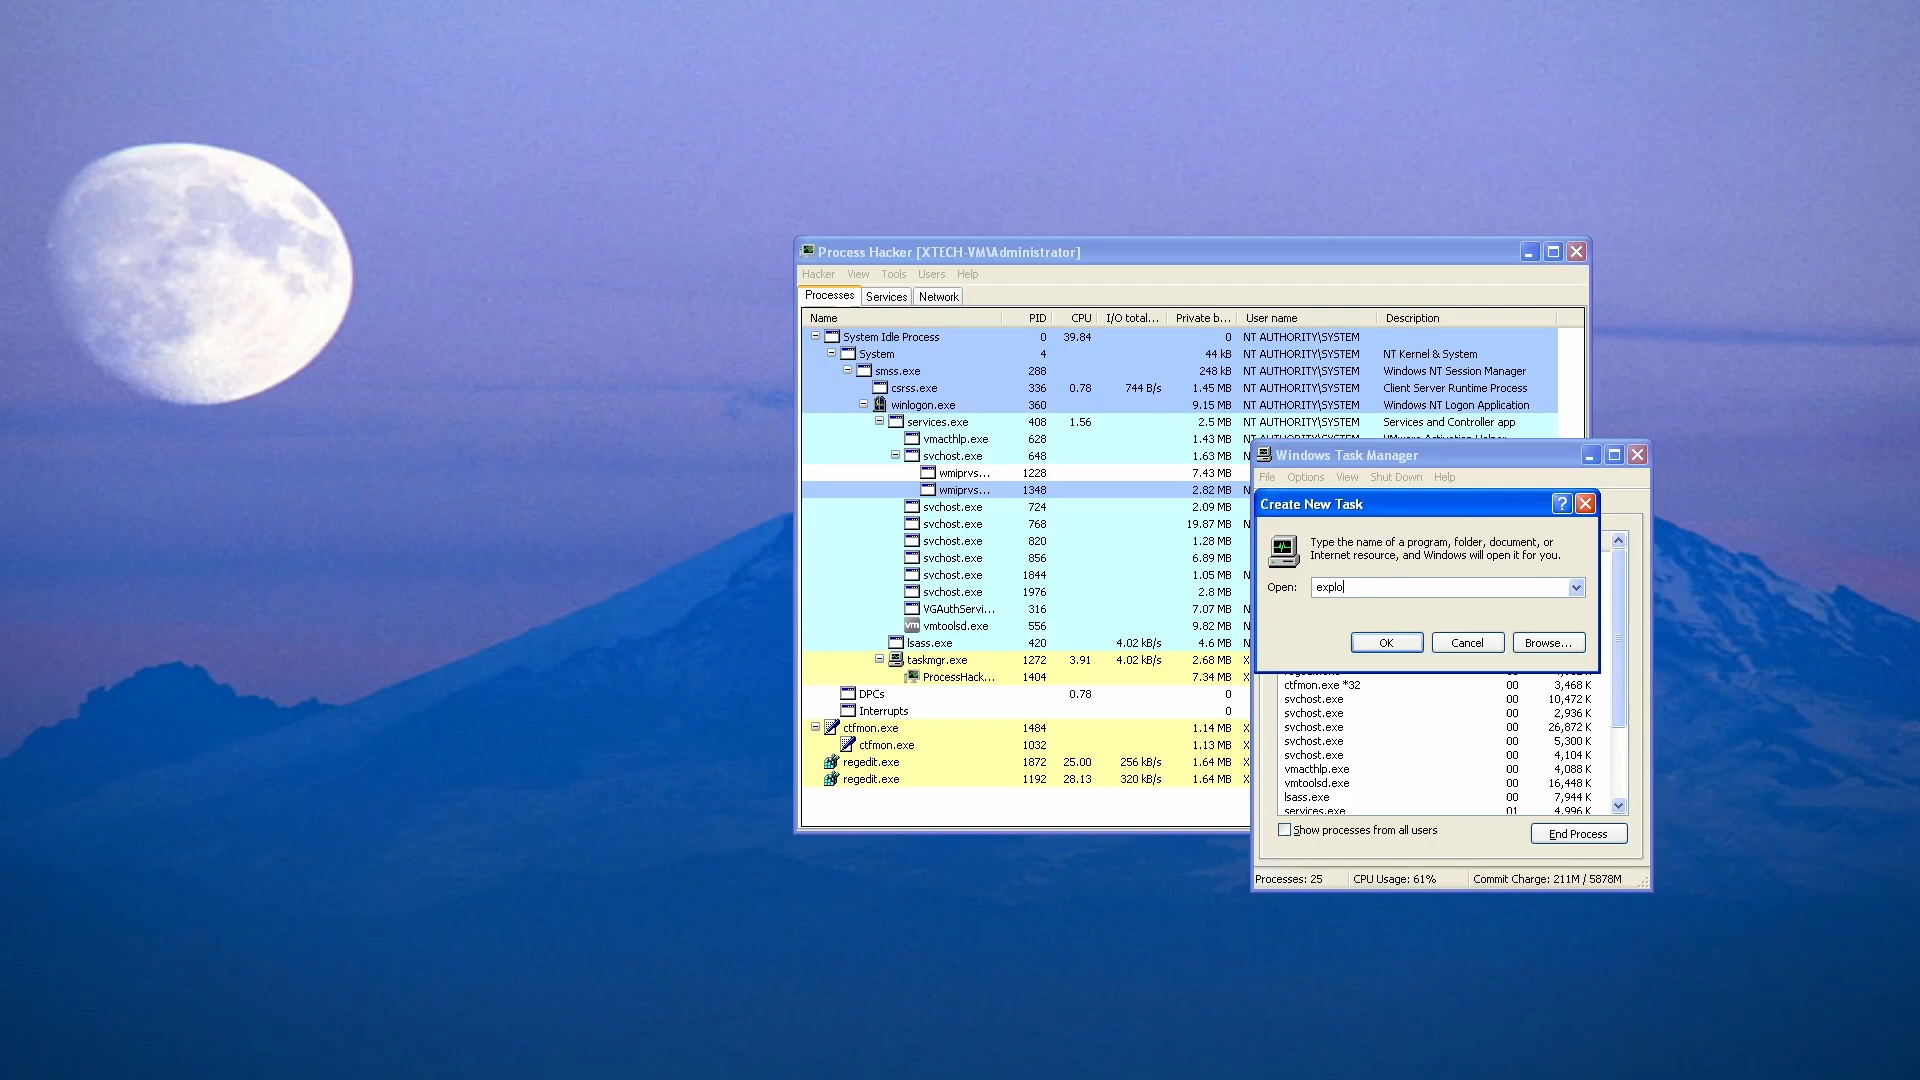 Process Hacker [XTECH-VM\Administrator]
Hacker View Tools Users Help
Processes Services Network
Name PID CPU I/O total... Private b... User name Description
System Idle Process 0 39.84 0 NT AUTHORITY\SYSTEM
System 4 44 kB NT AUTHORITY\SYSTEM NT Kernel & System
smss.exe 288 248 kB NT AUTHORITY\SYSTEM Windows NT Session Manager
csrss.exe 336 0.78 744 B/s 1.45 MB NT AUTHORITY\SYSTEM Client Server Runtime Process
winlogon.exe 360 9.15 MB NT AUTHORITY\SYSTEM Windows NT Logon Application
services.exe 408 1.56 2.5 MB NT AUTHORITY\SYSTEM Services and Controller app
vmacthlp.exe 628 1.43 MB NT AUTHORITY\SYSTEM
svchost.exe 648 1.63 MB
wmiprvs... 1228 7.43 MB
wmiprvs... 1348 2.82 MB N
svchost.exe 724 2.09 MB
svchost.exe 768 19.87 MB N
svchost.exe 820 1.28 MB
svchost.exe 856 6.89 MB
svchost.exe 1844 1.05 MB N
svchost.exe 1976 2.8 MB
VGAuthServi... 316 7.07 MB N
vm vmtoolsd.exe 556 9.82 MB N
lsass.exe 420 4.02 kB/s 4.6 MB N
taskmgr.exe 1272 3.91 4.02 kB/s 2.68 MB X
ProcessHack... 1404 7.34 MB X
DPCs 0.78 0
Interrupts 0
ctfmon.exe 1484 1.14 MB X
ctfmon.exe 1032 1.13 MB X
regedit.exe 1872 25.00 256 kB/s 1.64 MB X
regedit.exe 1192 28.13 320 kB/s 1.64 MB X
Windows Task Manager
File Options View Shut Down Help
Create New Task
Type the name of a program, folder, document, or
Internet resource, and Windows will open it for you.
Open: explo
OK Cancel Browse...
ctfmon.exe *32 00 3,468 K
svchost.exe 00 10,472 K
svchost.exe 00 2,936 K
svchost.exe 00 26,872 K
svchost.exe 00 5,300 K
svchost.exe 00 4,104 K
vmacthlp.exe 00 4,088 K
vmtoolsd.exe 00 16,448 K
lsass.exe 00 7,944 K
services.exe 01 4,996 K
Show processes from all users
End Process
Processes: 25 CPU Usage: 61% Commit Charge: 211M / 5878M